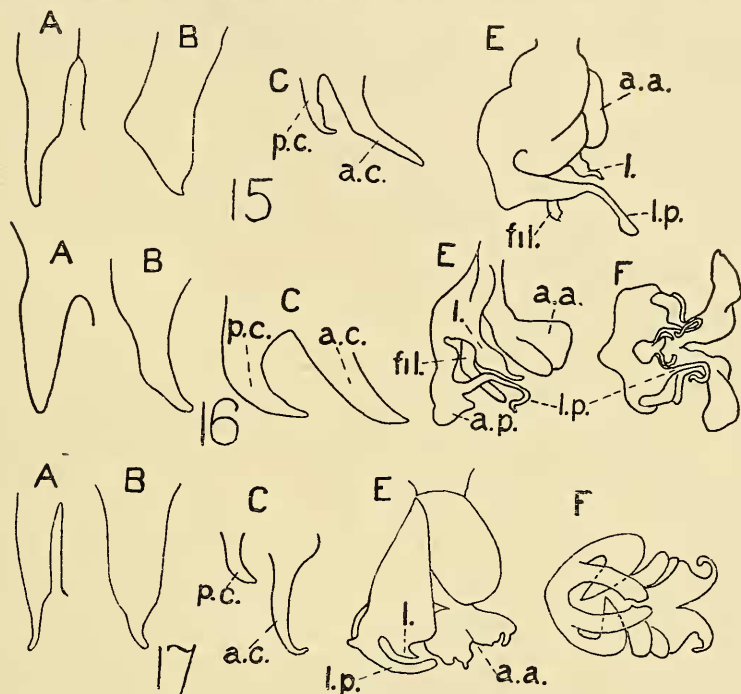 A B C E
p.c. a.c. a.a. l. l.p. fil.
15
A B C E F
p.c. a.c. l. a.a. fil. a.p. l.p.
16
A B C E F
p.c. a.c. l. l.p. a.a.
17